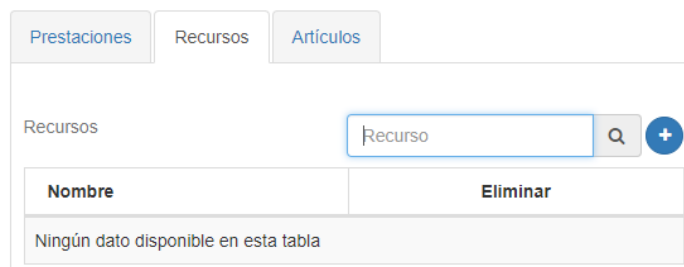 Prestaciones Recursos Artículos
Recursos Recurso
Nombre Eliminar
Ningún dato disponible en esta tabla